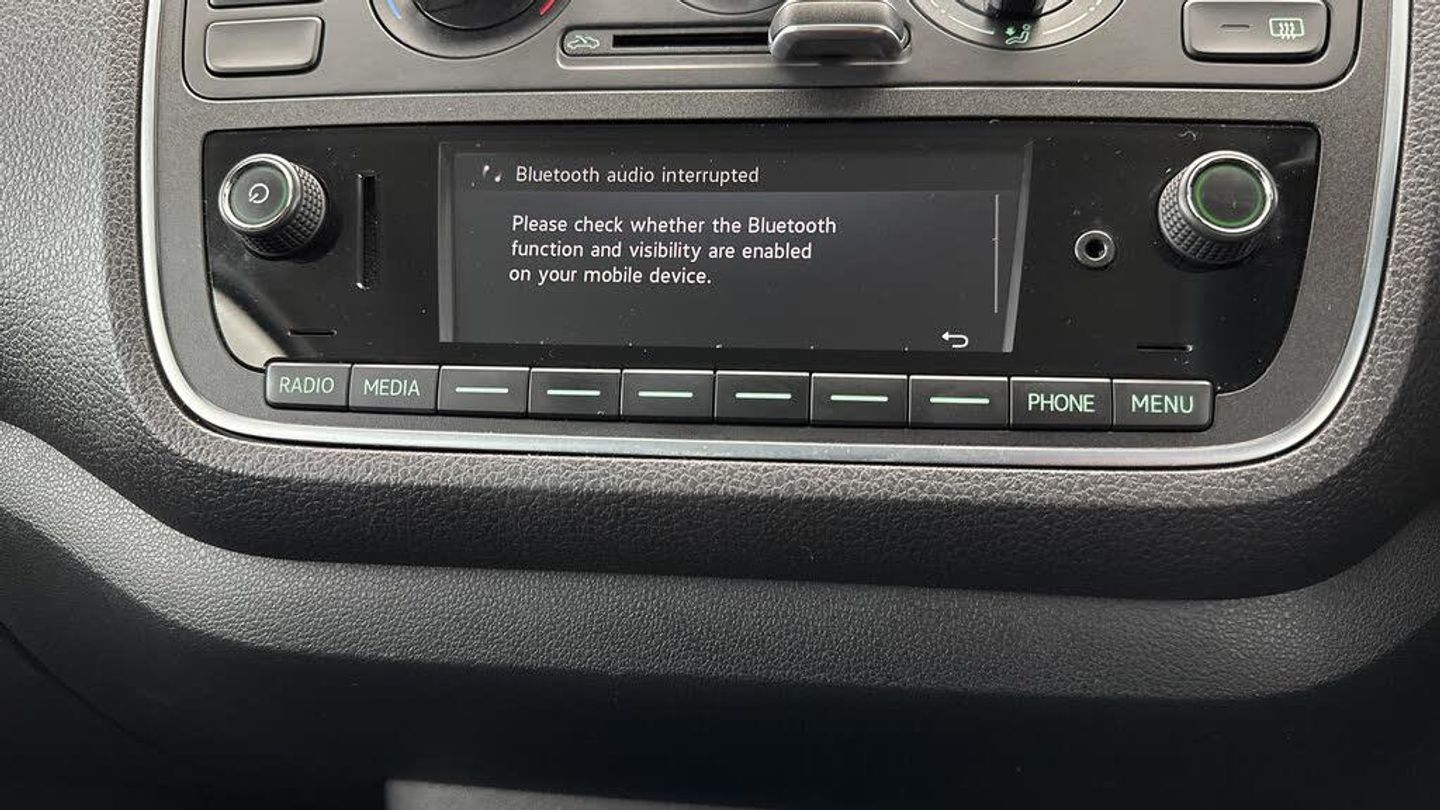 Bluetooth audio interrupted
Please check whether the Bluetooth
function and visibility are enabled
on your mobile device.
RADIO MEDIA PHONE MENU